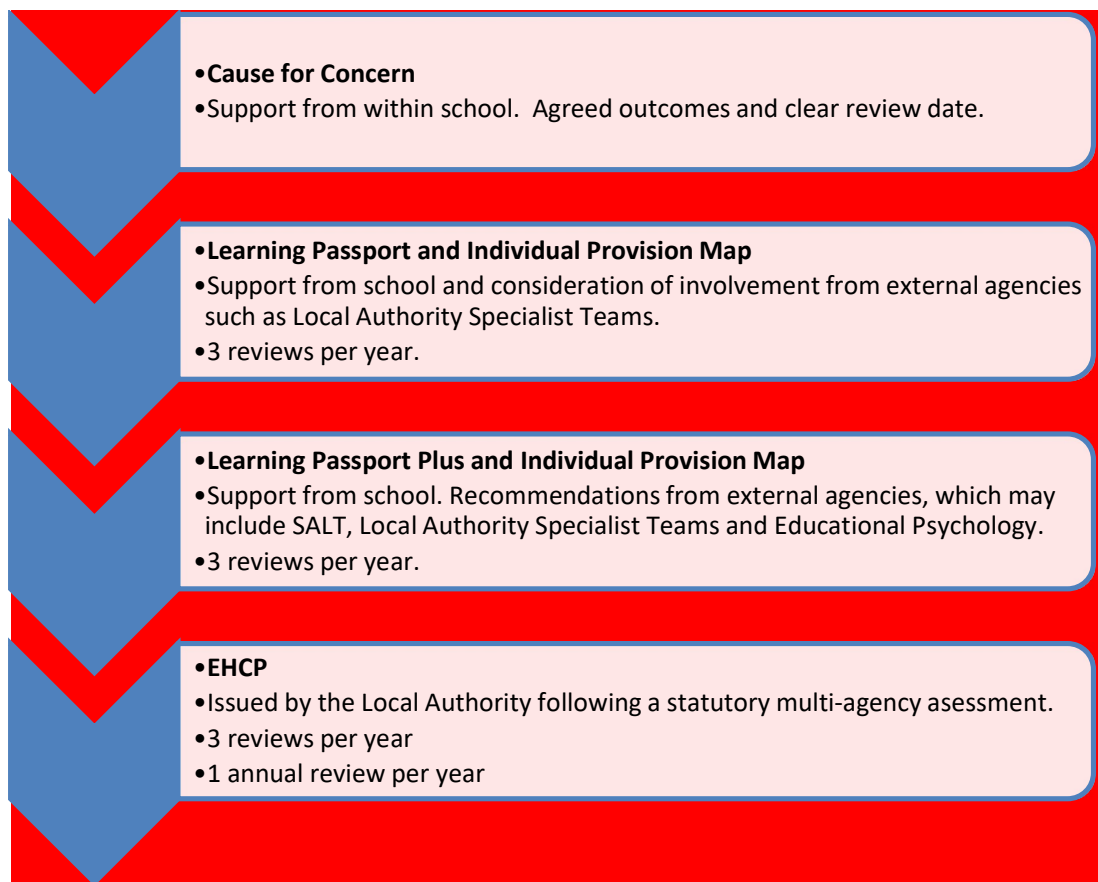 •Cause for Concern
•Support from within school.  Agreed outcomes and clear review date.
•Learning Passport and Individual Provision Map
•Support from school and consideration of involvement from external agencies
such as Local Authority Specialist Teams.
•3 reviews per year.
•Learning Passport Plus and Individual Provision Map
•Support from school. Recommendations from external agencies, which may
include SALT, Local Authority Specialist Teams and Educational Psychology.
•3 reviews per year.
•EHCP
•Issued by the Local Authority following a statutory multi-agency asessment.
•3 reviews per year
•1 annual review per year